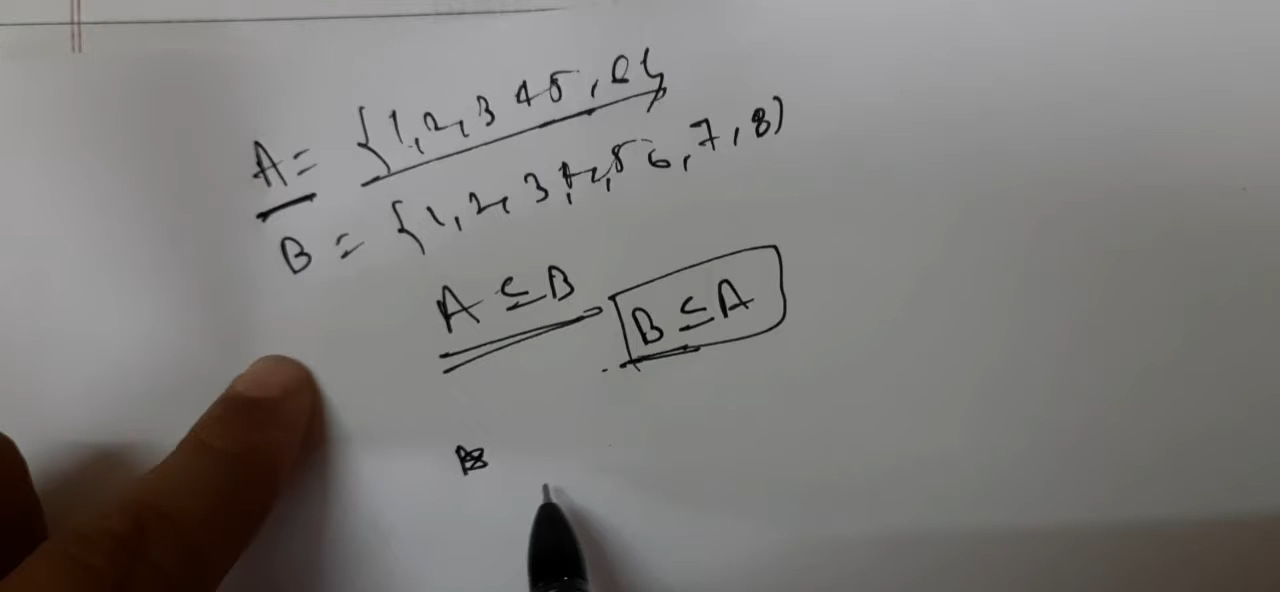 A = {1, 2, 3 4 5, 6}
B = {1, 2, 3, 4, 5 6, 7, 8}
A ⊆ B B ⊆ A